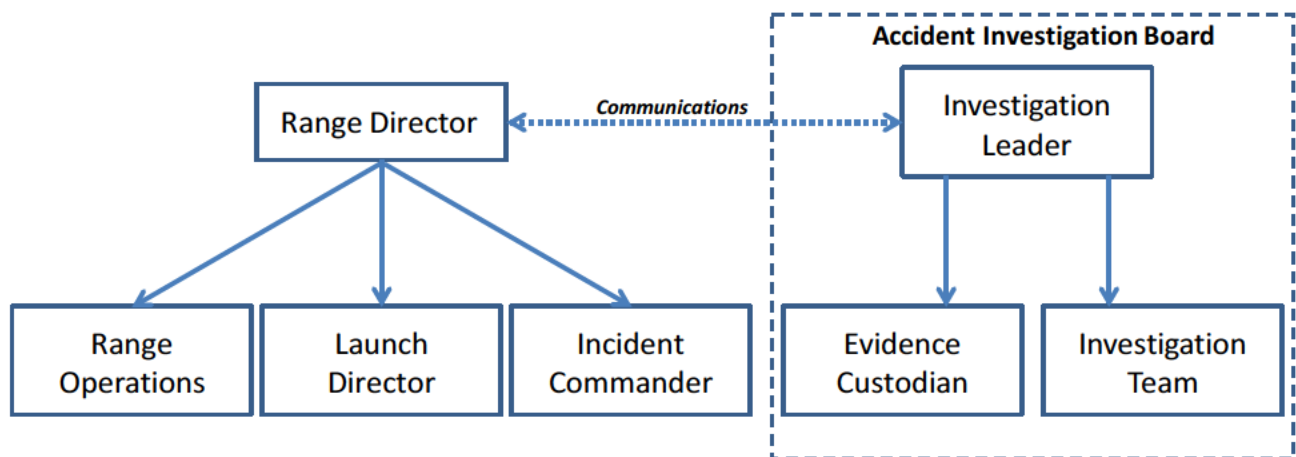 Accident Investigation Board
Range Director
Communications
Investigation
Leader
Range
Operations
Launch
Director
Incident
Commander
Evidence
Custodian
Investigation
Team